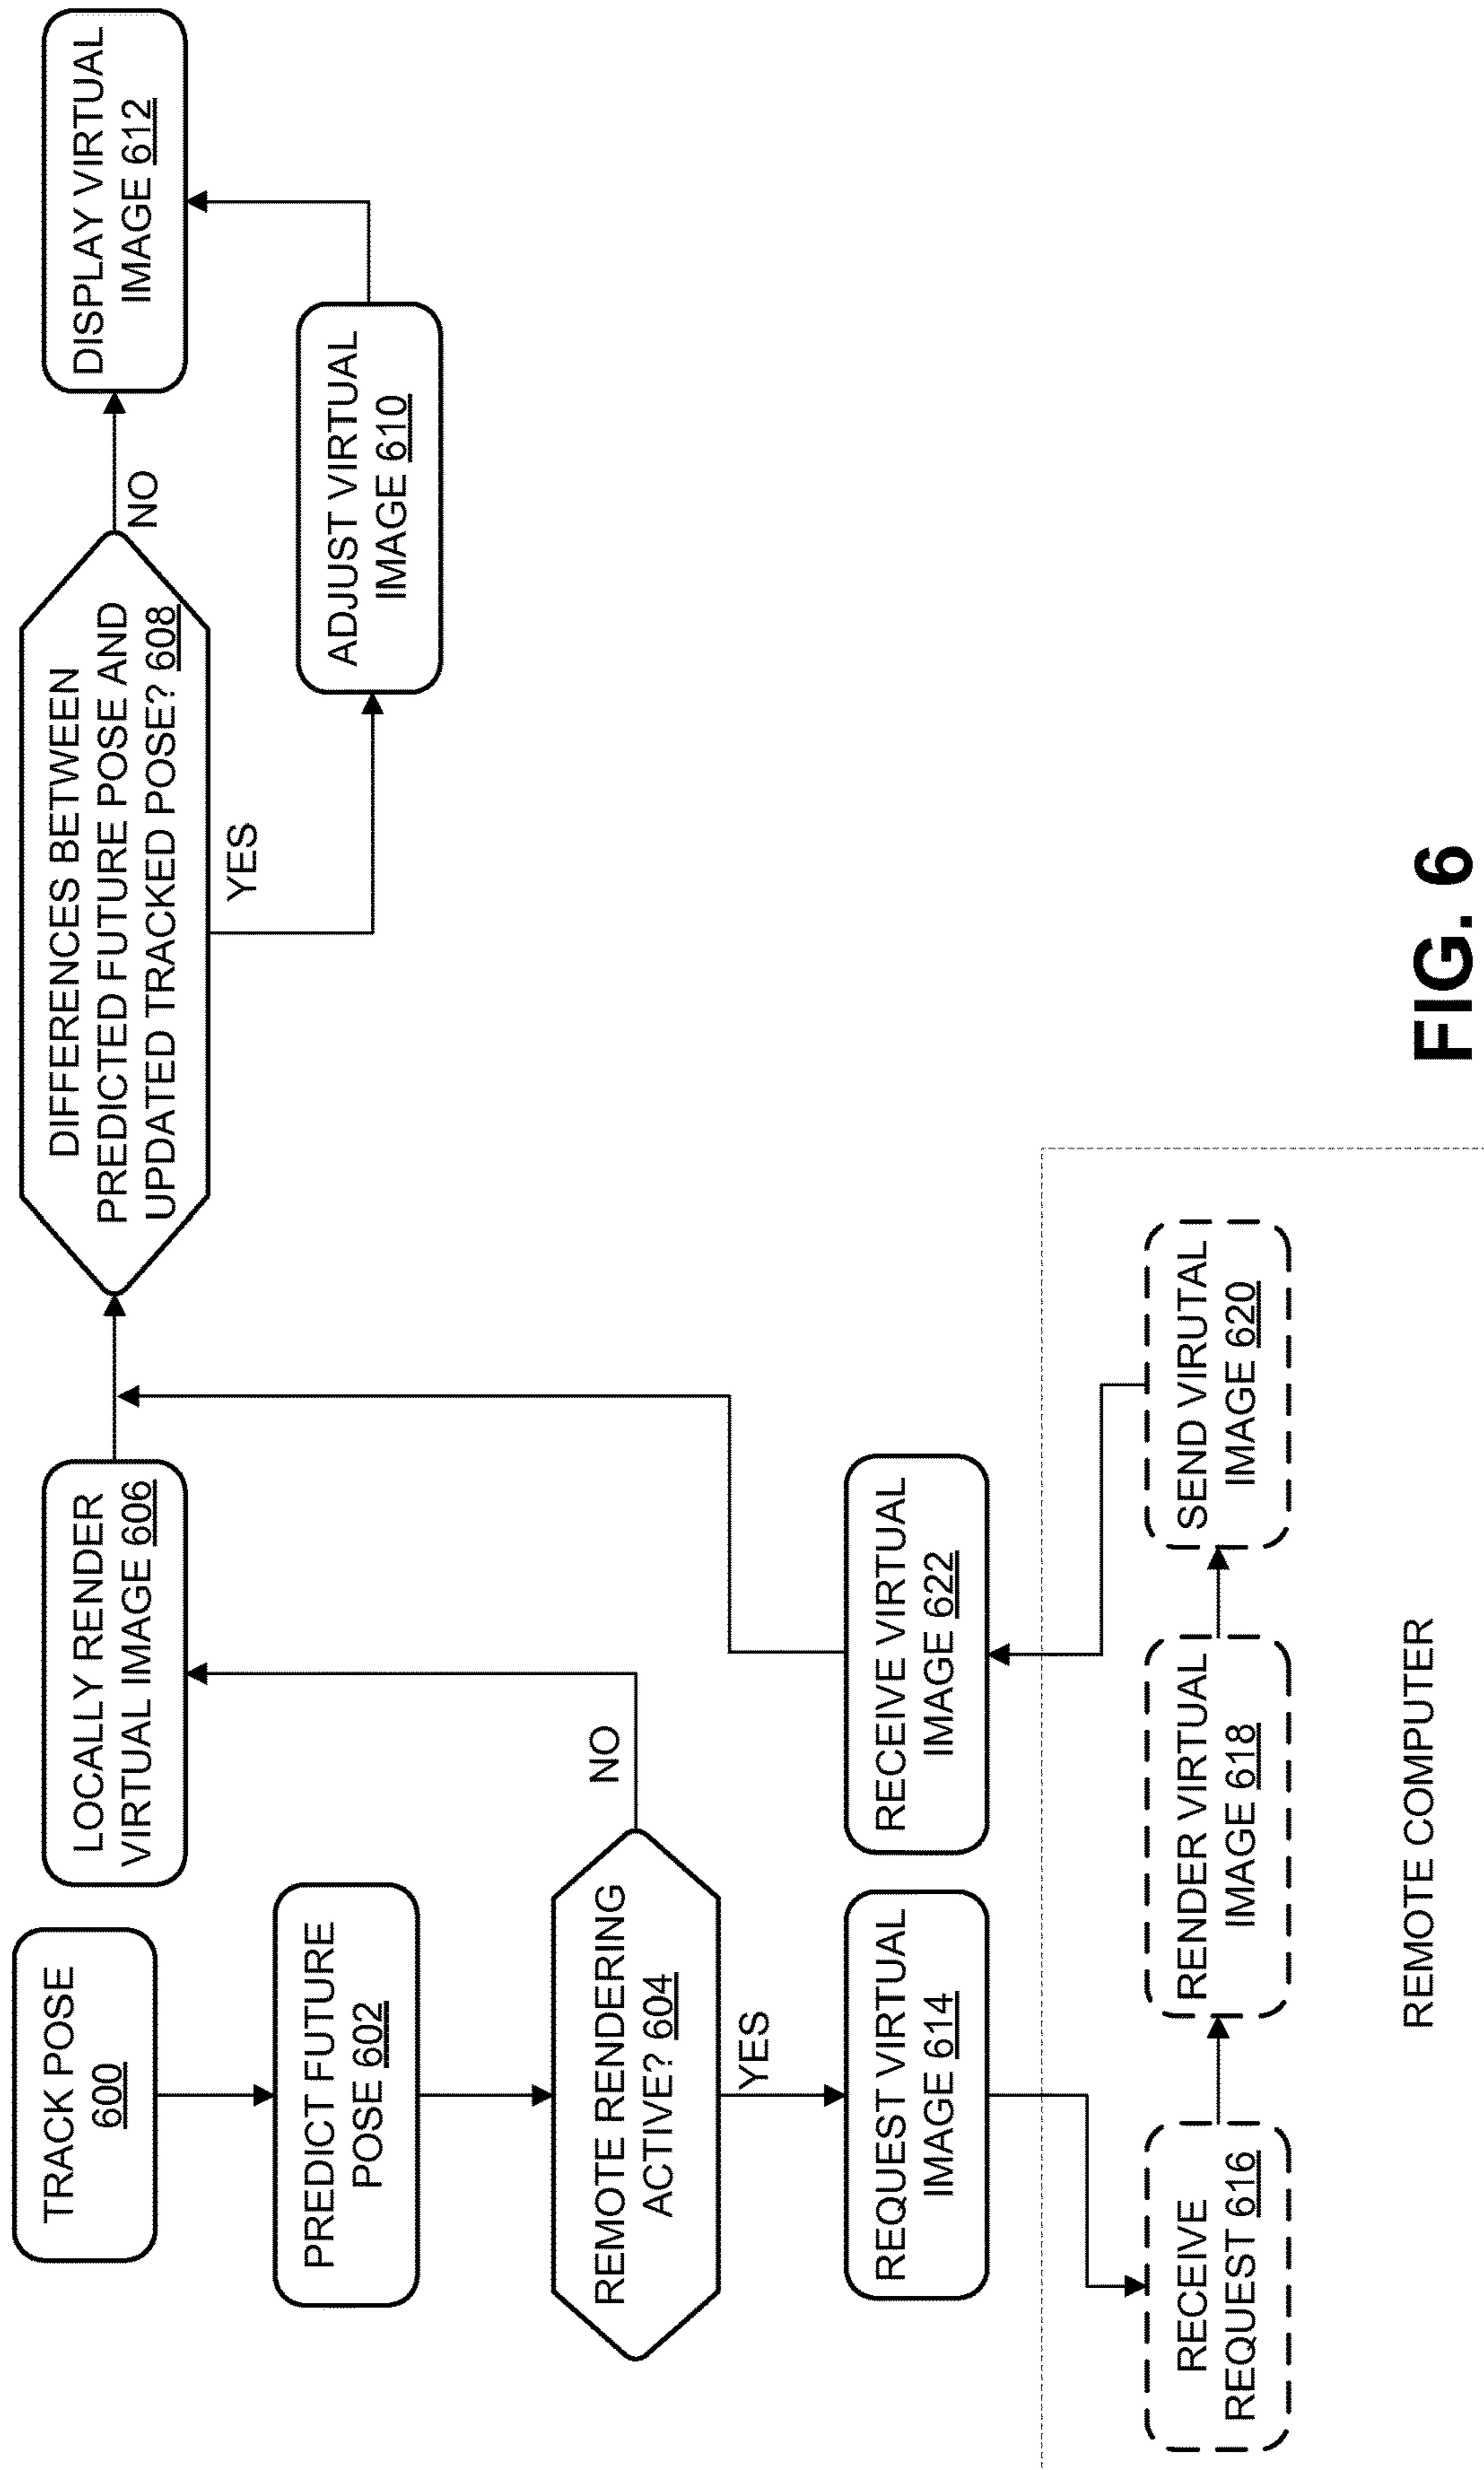 TRACK POSE
600
PREDICT FUTURE
POSE 602
REMOTE RENDERING
ACTIVE? 604
NO
YES
LOCALLY RENDER
VIRTUAL IMAGE 606
DIFFERENCES BETWEEN
PREDICTED FUTURE POSE AND
UPDATED TRACKED POSE? 608
NO
YES
ADJUST VIRTUAL
IMAGE 610
DISPLAY VIRTUAL
IMAGE 612
REQUEST VIRTUAL
IMAGE 614
RECEIVE
REQUEST 616
RENDER VIRTUAL
IMAGE 618
SEND VIRUTAL
IMAGE 620
RECEIVE VIRTUAL
IMAGE 622
REMOTE COMPUTER
FIG. 6